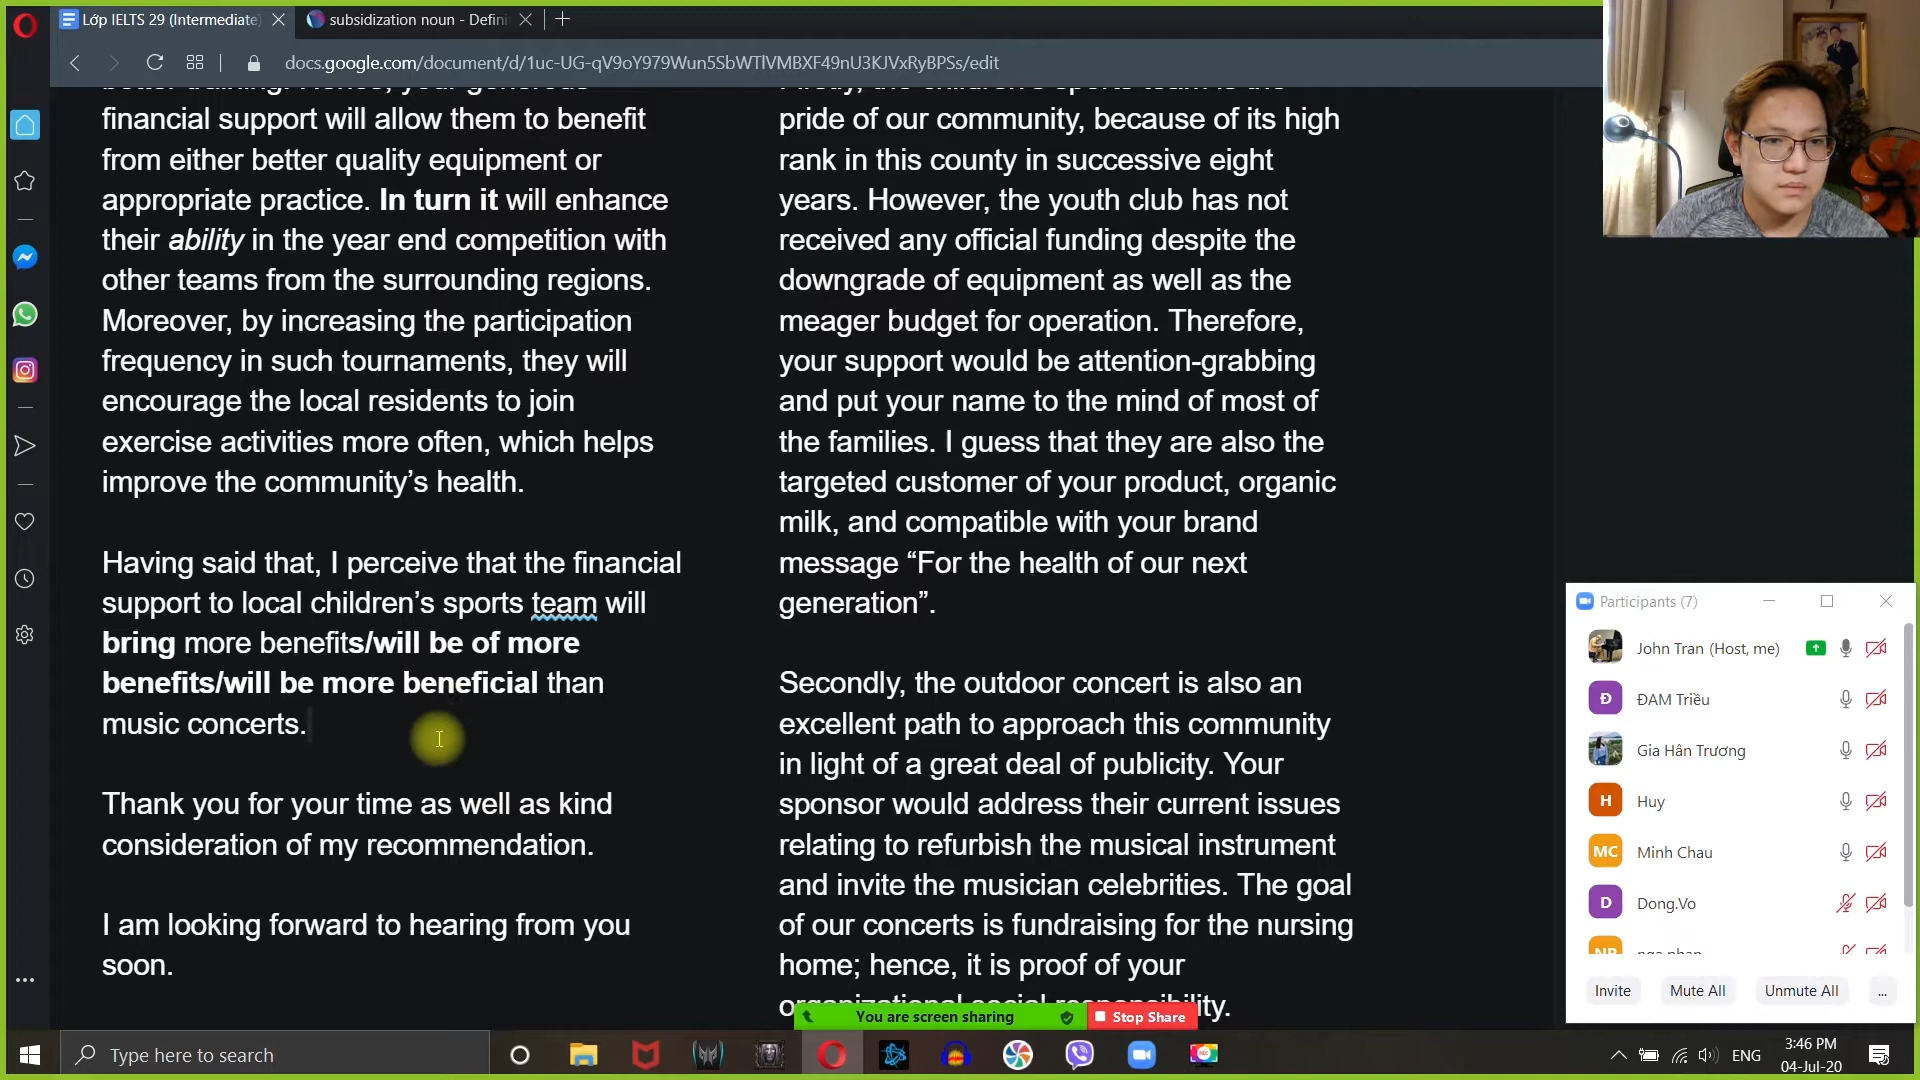 Lớp IELTS 29 (Intermediate)
subsidization noun - Defini
docs.google.com/document/d/1uc-UG-qV9oY979Wun5SbWTlVMBXF49nU3KJVxRyBPSs/edit
financial support will allow them to benefit
from either better quality equipment or
appropriate practice. In turn it will enhance
their ability in the year end competition with
other teams from the surrounding regions.
Moreover, by increasing the participation
frequency in such tournaments, they will
encourage the local residents to join
exercise activities more often, which helps
improve the community’s health.
Having said that, I perceive that the financial
support to local children’s sports team will
bring more benefits/will be of more
benefits/will be more beneficial than
music concerts.
Thank you for your time as well as kind
consideration of my recommendation.
I am looking forward to hearing from you
soon.
pride of our community, because of its high
rank in this county in successive eight
years. However, the youth club has not
received any official funding despite the
downgrade of equipment as well as the
meager budget for operation. Therefore,
your support would be attention-grabbing
and put your name to the mind of most of
the families. I guess that they are also the
targeted customer of your product, organic
milk, and compatible with your brand
message “For the health of our next
generation”.
Secondly, the outdoor concert is also an
excellent path to approach this community
in light of a great deal of publicity. Your
sponsor would address their current issues
relating to refurbish the musical instrument
and invite the musician celebrities. The goal
of our concerts is fundraising for the nursing
home; hence, it is proof of your
organizational social responsibility.
Participants (7)
John Tran (Host, me)
Đ ĐAM Triều
Gia Hân Trương
H Huy
MC Minh Chau
D Dong.Vo
Invite Mute All Unmute All ...
You are screen sharing Stop Share
Type here to search
ENG
3:46 PM
04-Jul-20